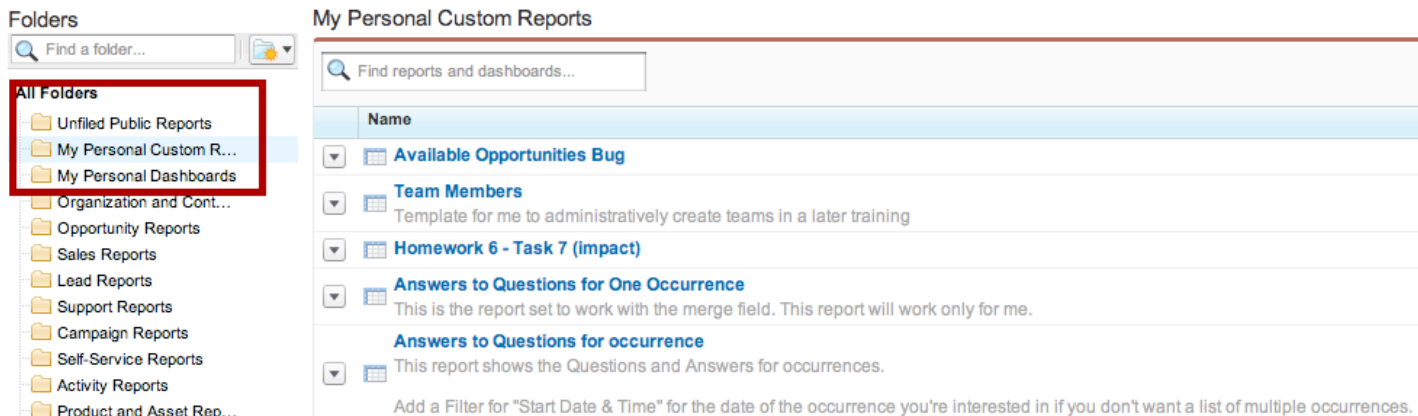 Folders
Find a folder...
All Folders
Unfiled Public Reports
My Personal Custom R...
My Personal Dashboards
Organization and Cont...
Opportunity Reports
Sales Reports
Lead Reports
Support Reports
Campaign Reports
Self-Service Reports
Activity Reports
Product and Asset Rep...
My Personal Custom Reports
Find reports and dashboards...
Name
Available Opportunities Bug
Team Members
Template for me to administratively create teams in a later training
Homework 6 - Task 7 (impact)
Answers to Questions for One Occurrence
This is the report set to work with the merge field. This report will work only for me.
Answers to Questions for occurrence
This report shows the Questions and Answers for occurrences.
Add a Filter for "Start Date & Time" for the date of the occurrence you're interested in if you don't want a list of multiple occurrences.